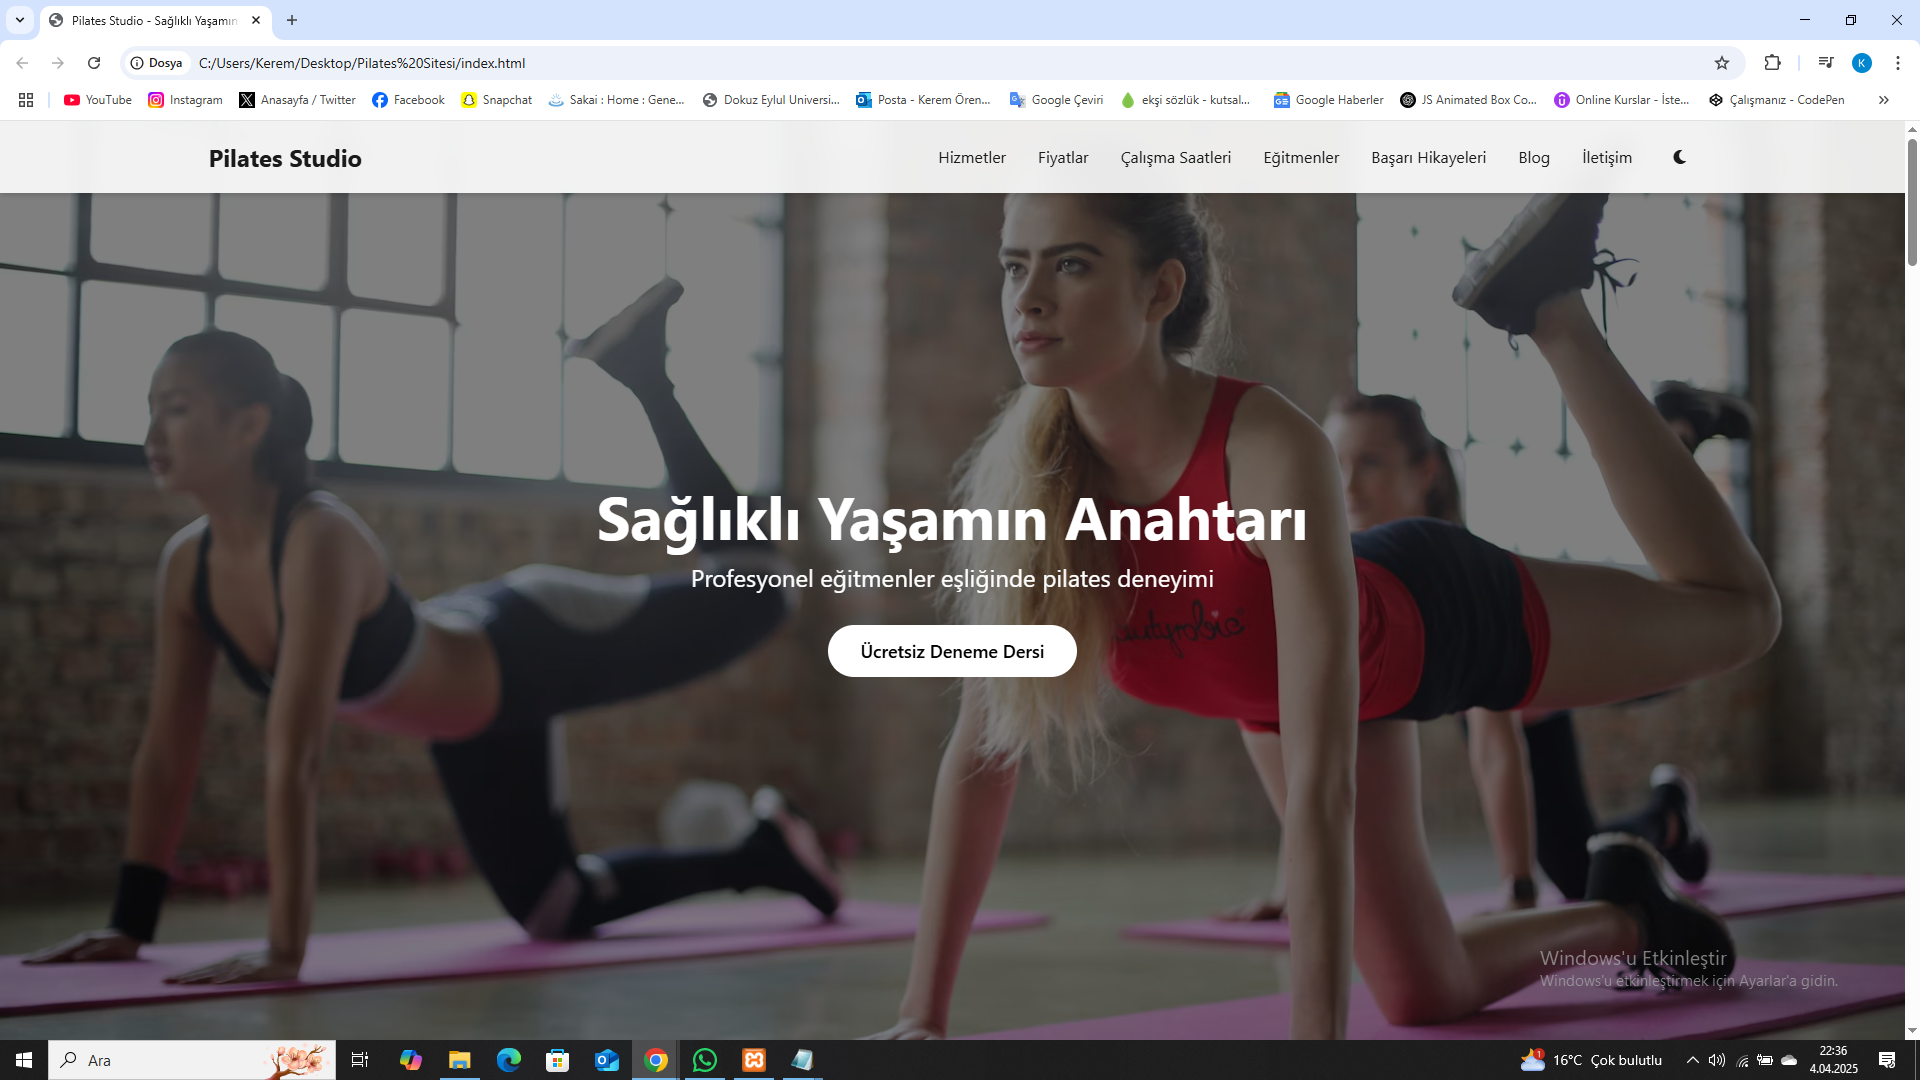 Pilates Studio - Sağlıklı Yaşamın
Dosya
C:/Users/Kerem/Desktop/Pilates%20Sitesi/index.html
K
YouTube
Instagram
Anasayfa / Twitter
Facebook
Snapchat
Sakai : Home : Gene...
Dokuz Eylul Universi...
Posta - Kerem Ören...
Google Çeviri
ekşi sözlük - kutsal...
Google Haberler
JS Animated Box Co...
Online Kurslar - İste...
Çalışmanız - CodePen
Pilates Studio
Hizmetler
Fiyatlar
Çalışma Saatleri
Eğitmenler
Başarı Hikayeleri
Blog
İletişim
Sağlıklı Yaşamın Anahtarı
Profesyonel eğitmenler eşliğinde pilates deneyimi
Ücretsiz Deneme Dersi
Windows'u Etkinleştir
Windows'u etkinleştirmek için Ayarlar'a gidin.
Ara
1
16°C Çok bulutlu
22:36
4.04.2025